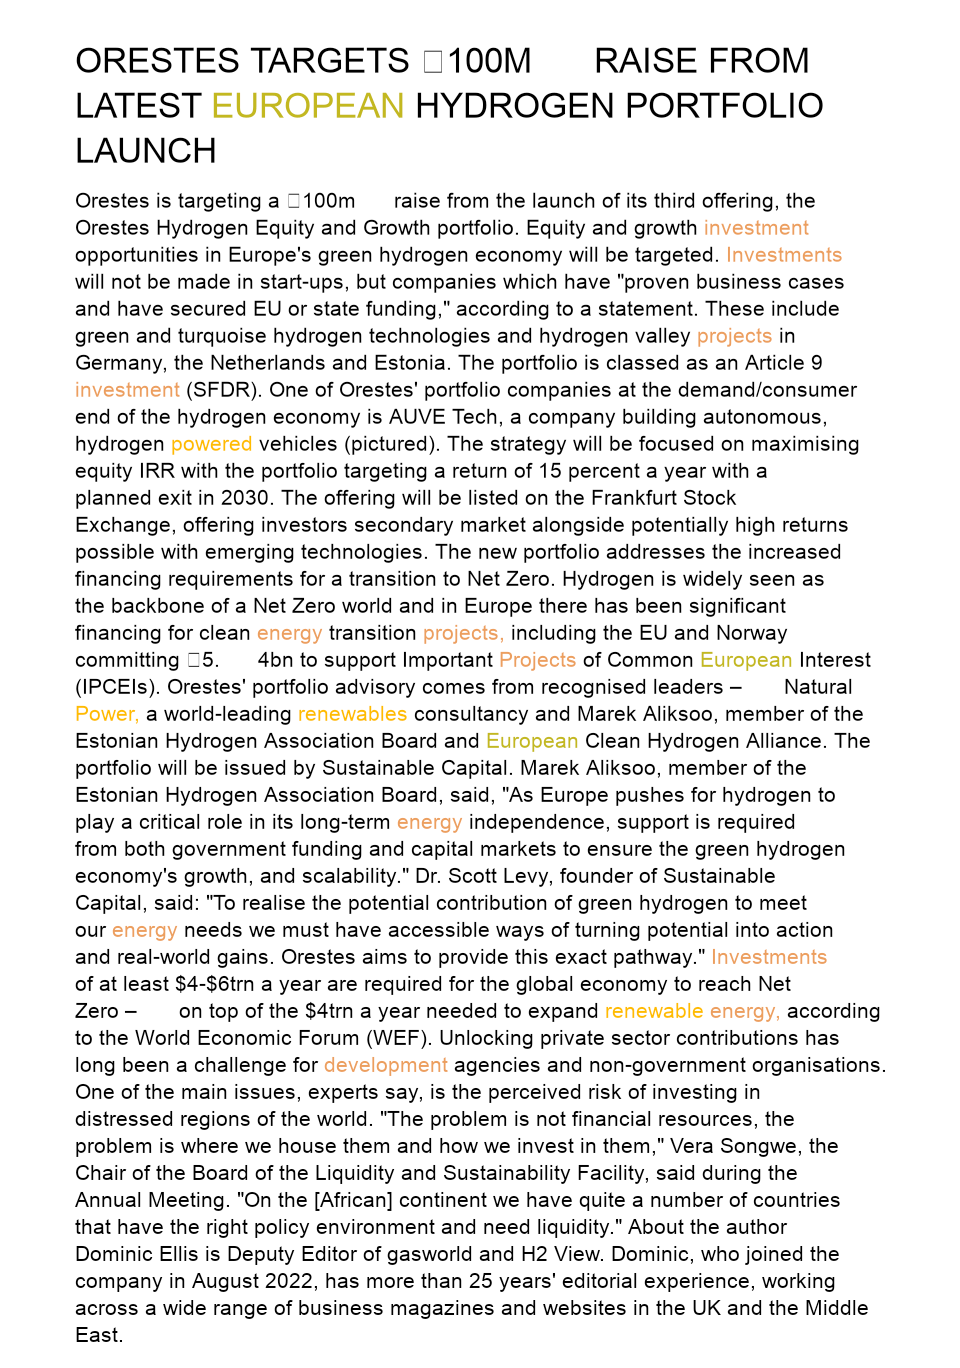 ORESTES TARGETS □100M RAISE FROM
LATEST EUROPEAN HYDROGEN PORTFOLIO
LAUNCH
Orestes is targeting a □100m raise from the launch of its third offering, the
Orestes Hydrogen Equity and Growth portfolio. Equity and growth investment
opportunities in Europe's green hydrogen economy will be targeted. Investments
will not be made in start-ups, but companies which have "proven business cases
and have secured EU or state funding," according to a statement. These include
green and turquoise hydrogen technologies and hydrogen valley projects in
Germany, the Netherlands and Estonia. The portfolio is classed as an Article 9
investment (SFDR). One of Orestes' portfolio companies at the demand/consumer
end of the hydrogen economy is AUVE Tech, a company building autonomous,
hydrogen powered vehicles (pictured). The strategy will be focused on maximising
equity IRR with the portfolio targeting a return of 15 percent a year with a
planned exit in 2030. The offering will be listed on the Frankfurt Stock
Exchange, offering investors secondary market alongside potentially high returns
possible with emerging technologies. The new portfolio addresses the increased
financing requirements for a transition to Net Zero. Hydrogen is widely seen as
the backbone of a Net Zero world and in Europe there has been significant
financing for clean energy transition projects, including the EU and Norway
committing □5. 4bn to support Important Projects of Common European Interest
(IPCEIs). Orestes' portfolio advisory comes from recognised leaders – Natural
Power, a world-leading renewables consultancy and Marek Aliksoo, member of the
Estonian Hydrogen Association Board and European Clean Hydrogen Alliance. The
portfolio will be issued by Sustainable Capital. Marek Aliksoo, member of the
Estonian Hydrogen Association Board, said, "As Europe pushes for hydrogen to
play a critical role in its long-term energy independence, support is required
from both government funding and capital markets to ensure the green hydrogen
economy's growth, and scalability." Dr. Scott Levy, founder of Sustainable
Capital, said: "To realise the potential contribution of green hydrogen to meet
our energy needs we must have accessible ways of turning potential into action
and real-world gains. Orestes aims to provide this exact pathway." Investments
of at least $4-$6trn a year are required for the global economy to reach Net
Zero – on top of the $4trn a year needed to expand renewable energy, according
to the World Economic Forum (WEF). Unlocking private sector contributions has
long been a challenge for development agencies and non-government organisations.
One of the main issues, experts say, is the perceived risk of investing in
distressed regions of the world. "The problem is not financial resources, the
problem is where we house them and how we invest in them," Vera Songwe, the
Chair of the Board of the Liquidity and Sustainability Facility, said during the
Annual Meeting. "On the [African] continent we have quite a number of countries
that have the right policy environment and need liquidity." About the author
Dominic Ellis is Deputy Editor of gasworld and H2 View. Dominic, who joined the
company in August 2022, has more than 25 years' editorial experience, working
across a wide range of business magazines and websites in the UK and the Middle
East.